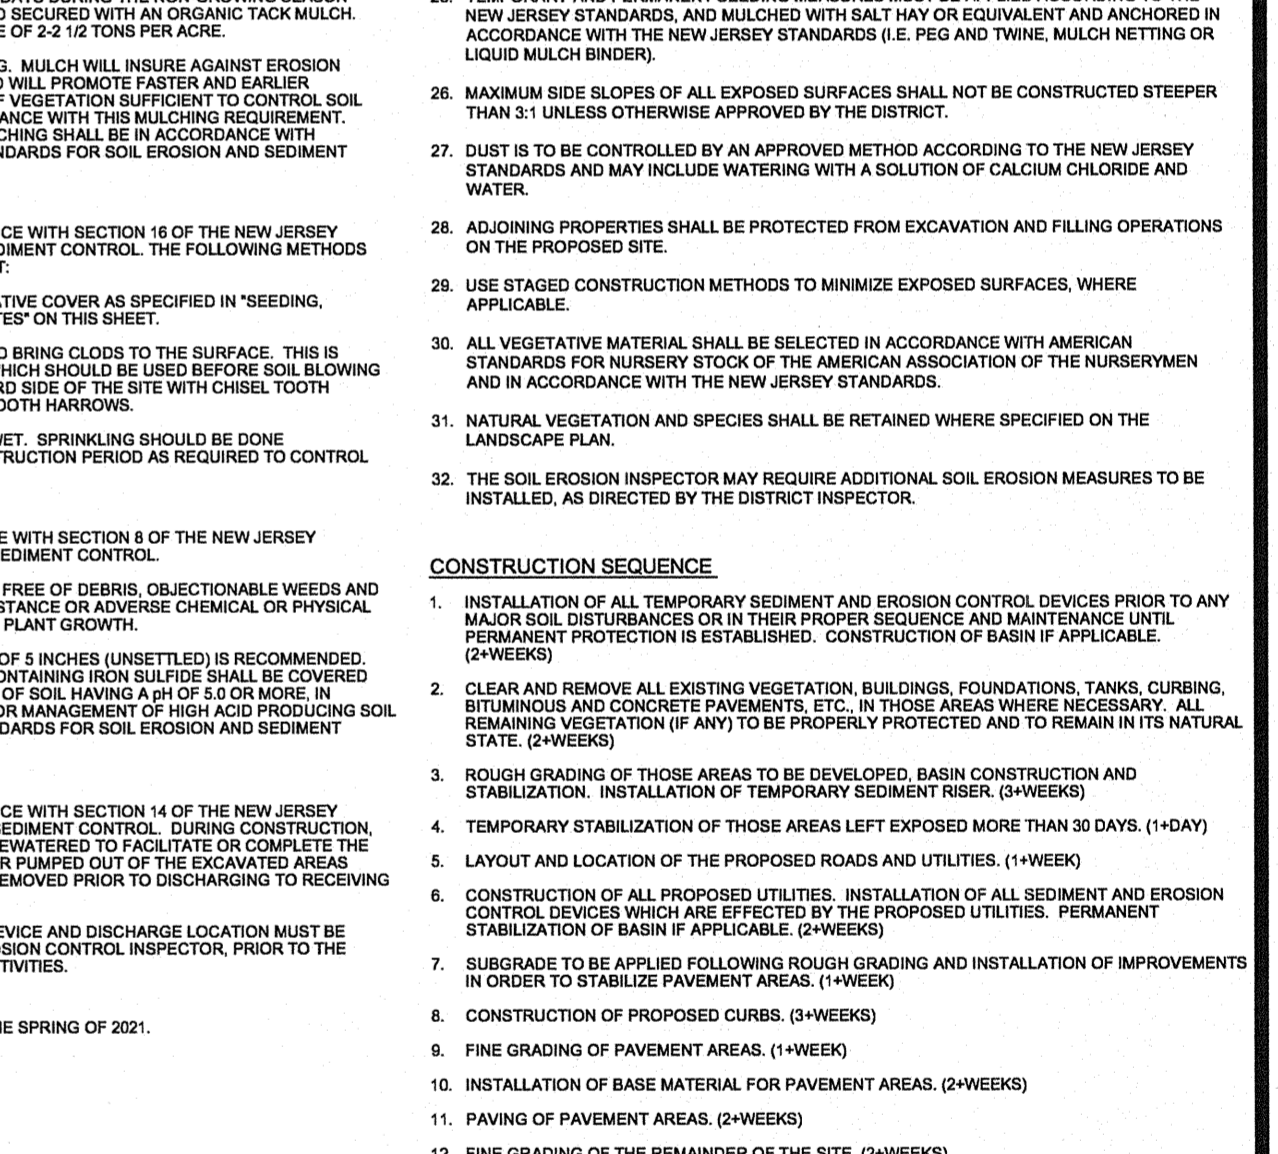 D SECURED WITH AN ORGANIC TACK MULCH.
E OF 2-2 1/2 TONS PER ACRE.
G. MULCH WILL INSURE AGAINST EROSION
D WILL PROMOTE FASTER AND EARLIER
F VEGETATION SUFFICIENT TO CONTROL SOIL
ANCE WITH THIS MULCHING REQUIREMENT.
CHING SHALL BE IN ACCORDANCE WITH
NDARDS FOR SOIL EROSION AND SEDIMENT
CE WITH SECTION 16 OF THE NEW JERSEY
DIMENT CONTROL. THE FOLLOWING METHODS
T:
ATIVE COVER AS SPECIFIED IN "SEEDING,
TES" ON THIS SHEET.
O BRING CLODS TO THE SURFACE. THIS IS
WHICH SHOULD BE USED BEFORE SOIL BLOWING
RD SIDE OF THE SITE WITH CHISEL TOOTH
OOTH HARROWS.
WET. SPRINKLING SHOULD BE DONE
TRUCTION PERIOD AS REQUIRED TO CONTROL
E WITH SECTION 8 OF THE NEW JERSEY
EDIMENT CONTROL.
FREE OF DEBRIS, OBJECTIONABLE WEEDS AND
STANCE OR ADVERSE CHEMICAL OR PHYSICAL
PLANT GROWTH.
OF 5 INCHES (UNSETTLED) IS RECOMMENDED.
ONTAINING IRON SULFIDE SHALL BE COVERED
OF SOIL HAVING A pH OF 5.0 OR MORE, IN
OR MANAGEMENT OF HIGH ACID PRODUCING SOIL
DARDS FOR SOIL EROSION AND SEDIMENT
CE WITH SECTION 14 OF THE NEW JERSEY
SEDIMENT CONTROL. DURING CONSTRUCTION,
EWATERED TO FACILITATE OR COMPLETE THE
R PUMPED OUT OF THE EXCAVATED AREAS
EMOVED PRIOR TO DISCHARGING TO RECEIVING
EVICE AND DISCHARGE LOCATION MUST BE
OSION CONTROL INSPECTOR, PRIOR TO THE
TIVITIES.
HE SPRING OF 2021.
NEW JERSEY STANDARDS, AND MULCHED WITH SALT HAY OR EQUIVALENT AND ANCHORED IN
ACCORDANCE WITH THE NEW JERSEY STANDARDS (I.E. PEG AND TWINE, MULCH NETTING OR
LIQUID MULCH BINDER).
26. MAXIMUM SIDE SLOPES OF ALL EXPOSED SURFACES SHALL NOT BE CONSTRUCTED STEEPER
THAN 3:1 UNLESS OTHERWISE APPROVED BY THE DISTRICT.
27. DUST IS TO BE CONTROLLED BY AN APPROVED METHOD ACCORDING TO THE NEW JERSEY
STANDARDS AND MAY INCLUDE WATERING WITH A SOLUTION OF CALCIUM CHLORIDE AND
WATER.
28. ADJOINING PROPERTIES SHALL BE PROTECTED FROM EXCAVATION AND FILLING OPERATIONS
ON THE PROPOSED SITE.
29. USE STAGED CONSTRUCTION METHODS TO MINIMIZE EXPOSED SURFACES, WHERE
APPLICABLE.
30. ALL VEGETATIVE MATERIAL SHALL BE SELECTED IN ACCORDANCE WITH AMERICAN
STANDARDS FOR NURSERY STOCK OF THE AMERICAN ASSOCIATION OF THE NURSERYMEN
AND IN ACCORDANCE WITH THE NEW JERSEY STANDARDS.
31. NATURAL VEGETATION AND SPECIES SHALL BE RETAINED WHERE SPECIFIED ON THE
LANDSCAPE PLAN.
32. THE SOIL EROSION INSPECTOR MAY REQUIRE ADDITIONAL SOIL EROSION MEASURES TO BE
INSTALLED, AS DIRECTED BY THE DISTRICT INSPECTOR.
CONSTRUCTION SEQUENCE
1. INSTALLATION OF ALL TEMPORARY SEDIMENT AND EROSION CONTROL DEVICES PRIOR TO ANY
MAJOR SOIL DISTURBANCES OR IN THEIR PROPER SEQUENCE AND MAINTENANCE UNTIL
PERMANENT PROTECTION IS ESTABLISHED. CONSTRUCTION OF BASIN IF APPLICABLE.
(2+WEEKS)
2. CLEAR AND REMOVE ALL EXISTING VEGETATION, BUILDINGS, FOUNDATIONS, TANKS, CURBING,
BITUMINOUS AND CONCRETE PAVEMENTS, ETC., IN THOSE AREAS WHERE NECESSARY. ALL
REMAINING VEGETATION (IF ANY) TO BE PROPERLY PROTECTED AND TO REMAIN IN ITS NATURAL
STATE. (2+WEEKS)
3. ROUGH GRADING OF THOSE AREAS TO BE DEVELOPED, BASIN CONSTRUCTION AND
STABILIZATION. INSTALLATION OF TEMPORARY SEDIMENT RISER. (3+WEEKS)
4. TEMPORARY STABILIZATION OF THOSE AREAS LEFT EXPOSED MORE THAN 30 DAYS. (1+DAY)
5. LAYOUT AND LOCATION OF THE PROPOSED ROADS AND UTILITIES. (1+WEEK)
6. CONSTRUCTION OF ALL PROPOSED UTILITIES. INSTALLATION OF ALL SEDIMENT AND EROSION
CONTROL DEVICES WHICH ARE EFFECTED BY THE PROPOSED UTILITIES. PERMANENT
STABILIZATION OF BASIN IF APPLICABLE. (2+WEEKS)
7. SUBGRADE TO BE APPLIED FOLLOWING ROUGH GRADING AND INSTALLATION OF IMPROVEMENTS
IN ORDER TO STABILIZE PAVEMENT AREAS. (1+WEEK)
8. CONSTRUCTION OF PROPOSED CURBS. (3+WEEKS)
9. FINE GRADING OF PAVEMENT AREAS. (1+WEEK)
10. INSTALLATION OF BASE MATERIAL FOR PAVEMENT AREAS. (2+WEEKS)
11. PAVING OF PAVEMENT AREAS. (2+WEEKS)
12. FINE GRADING OF THE REMAINDER OF THE SITE. (2+WEEKS)